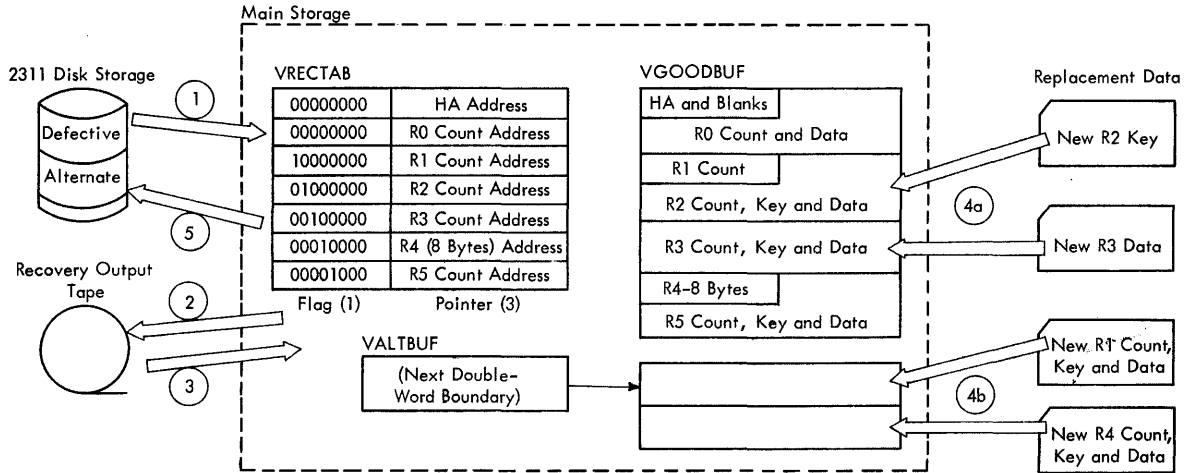 Main Storage
2311 Disk Storage
Defective
Alternate
1
5
Recovery Output
Tape
2
3
VRECTAB
00000000 HA Address
00000000 R0 Count Address
10000000 R1 Count Address
01000000 R2 Count Address
00100000 R3 Count Address
00010000 R4 (8 Bytes) Address
00001000 R5 Count Address
Flag (1) Pointer (3)
VALTBUF
(Next Double-
Word Boundary)
VGOODBUF
HA and Blanks
R0 Count and Data
R1 Count
R2 Count, Key and Data
R3 Count, Key and Data
R4-8 Bytes
R5 Count, Key and Data
Replacement Data
New R2 Key
4a
New R3 Data
New R1 Count,
Key and Data
4b
New R4 Count,
Key and Data